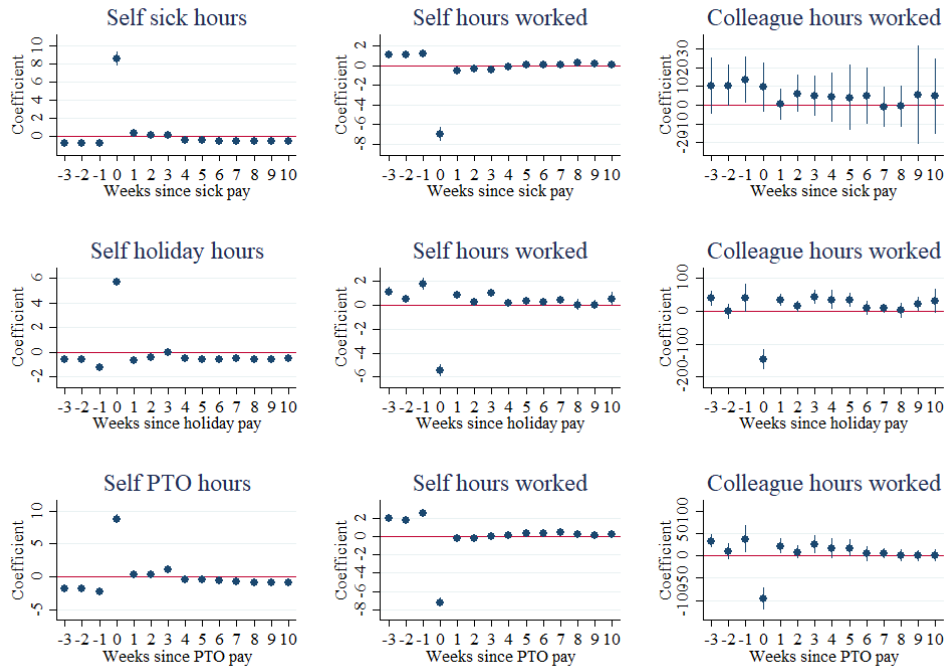 Self sick hours
Coefficient
0 2 4 6 8 10
-3 -2 -1 0 1 2 3 4 5 6 7 8 9 10
Weeks since sick pay
Self hours worked
Coefficient
-8 -6 -4 -2 0 2
-3 -2 -1 0 1 2 3 4 5 6 7 8 9 10
Weeks since sick pay
Colleague hours worked
Coefficient
-20 -10 0 10 20 30
-3 -2 -1 0 1 2 3 4 5 6 7 8 9 10
Weeks since sick pay
Self holiday hours
Coefficient
-2 0 2 4 6
-3 -2 -1 0 1 2 3 4 5 6 7 8 9 10
Weeks since holiday pay
Self hours worked
Coefficient
-6 -4 -2 0 2
-3 -2 -1 0 1 2 3 4 5 6 7 8 9 10
Weeks since holiday pay
Colleague hours worked
Coefficient
-200 -100 0 100
-3 -2 -1 0 1 2 3 4 5 6 7 8 9 10
Weeks since holiday pay
Self PTO hours
Coefficient
-5 0 5 10
-3 -2 -1 0 1 2 3 4 5 6 7 8 9 10
Weeks since PTO pay
Self hours worked
Coefficient
-8 -6 -4 -2 0 2
-3 -2 -1 0 1 2 3 4 5 6 7 8 9 10
Weeks since PTO pay
Colleague hours worked
Coefficient
-100 -50 0 50 100
-3 -2 -1 0 1 2 3 4 5 6 7 8 9 10
Weeks since PTO pay